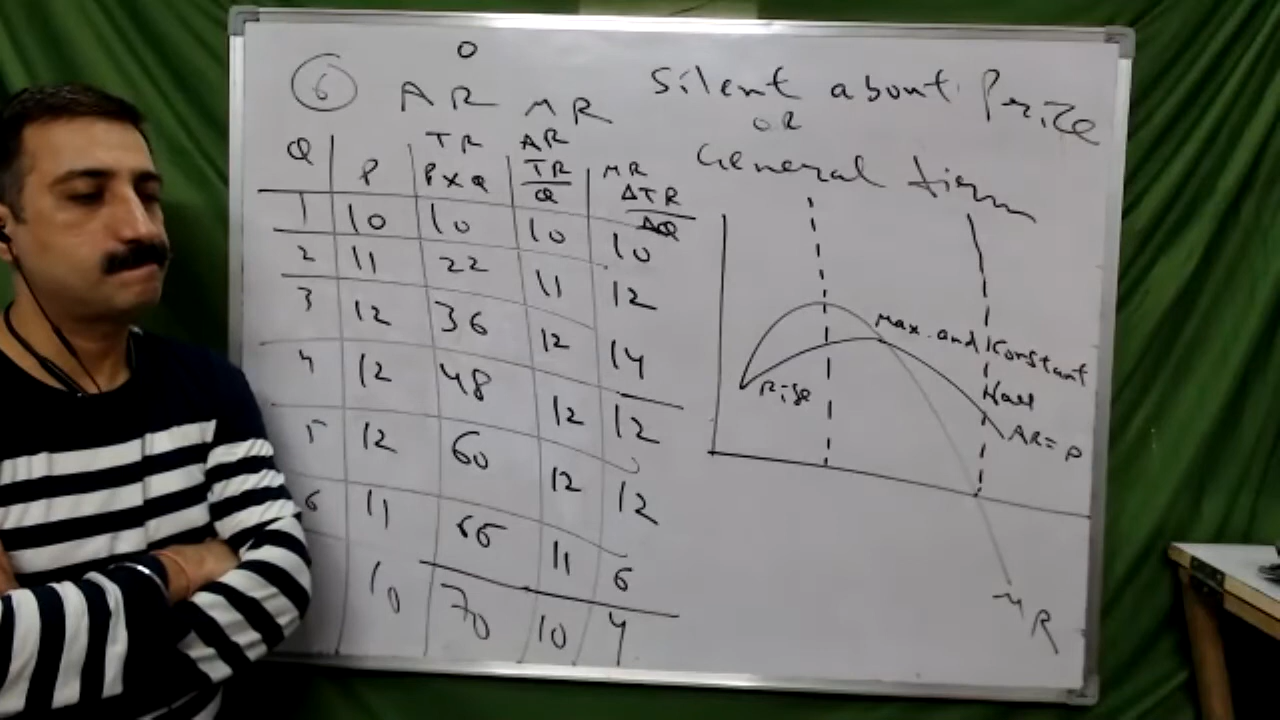 O
6 AR MR
Silent about Price
OR
General firm
TR AR
Q P PXQ TR/Q MR ΔTR/ΔQ
1 10 10 10 10
2 11 22 11 12
3 12 36 12 14
4 12 48 12 12
5 12 60 12 12
6 11 66 11 6
10 70 10 4
Max. and Constant
Rise
Fall
AR = P
MR